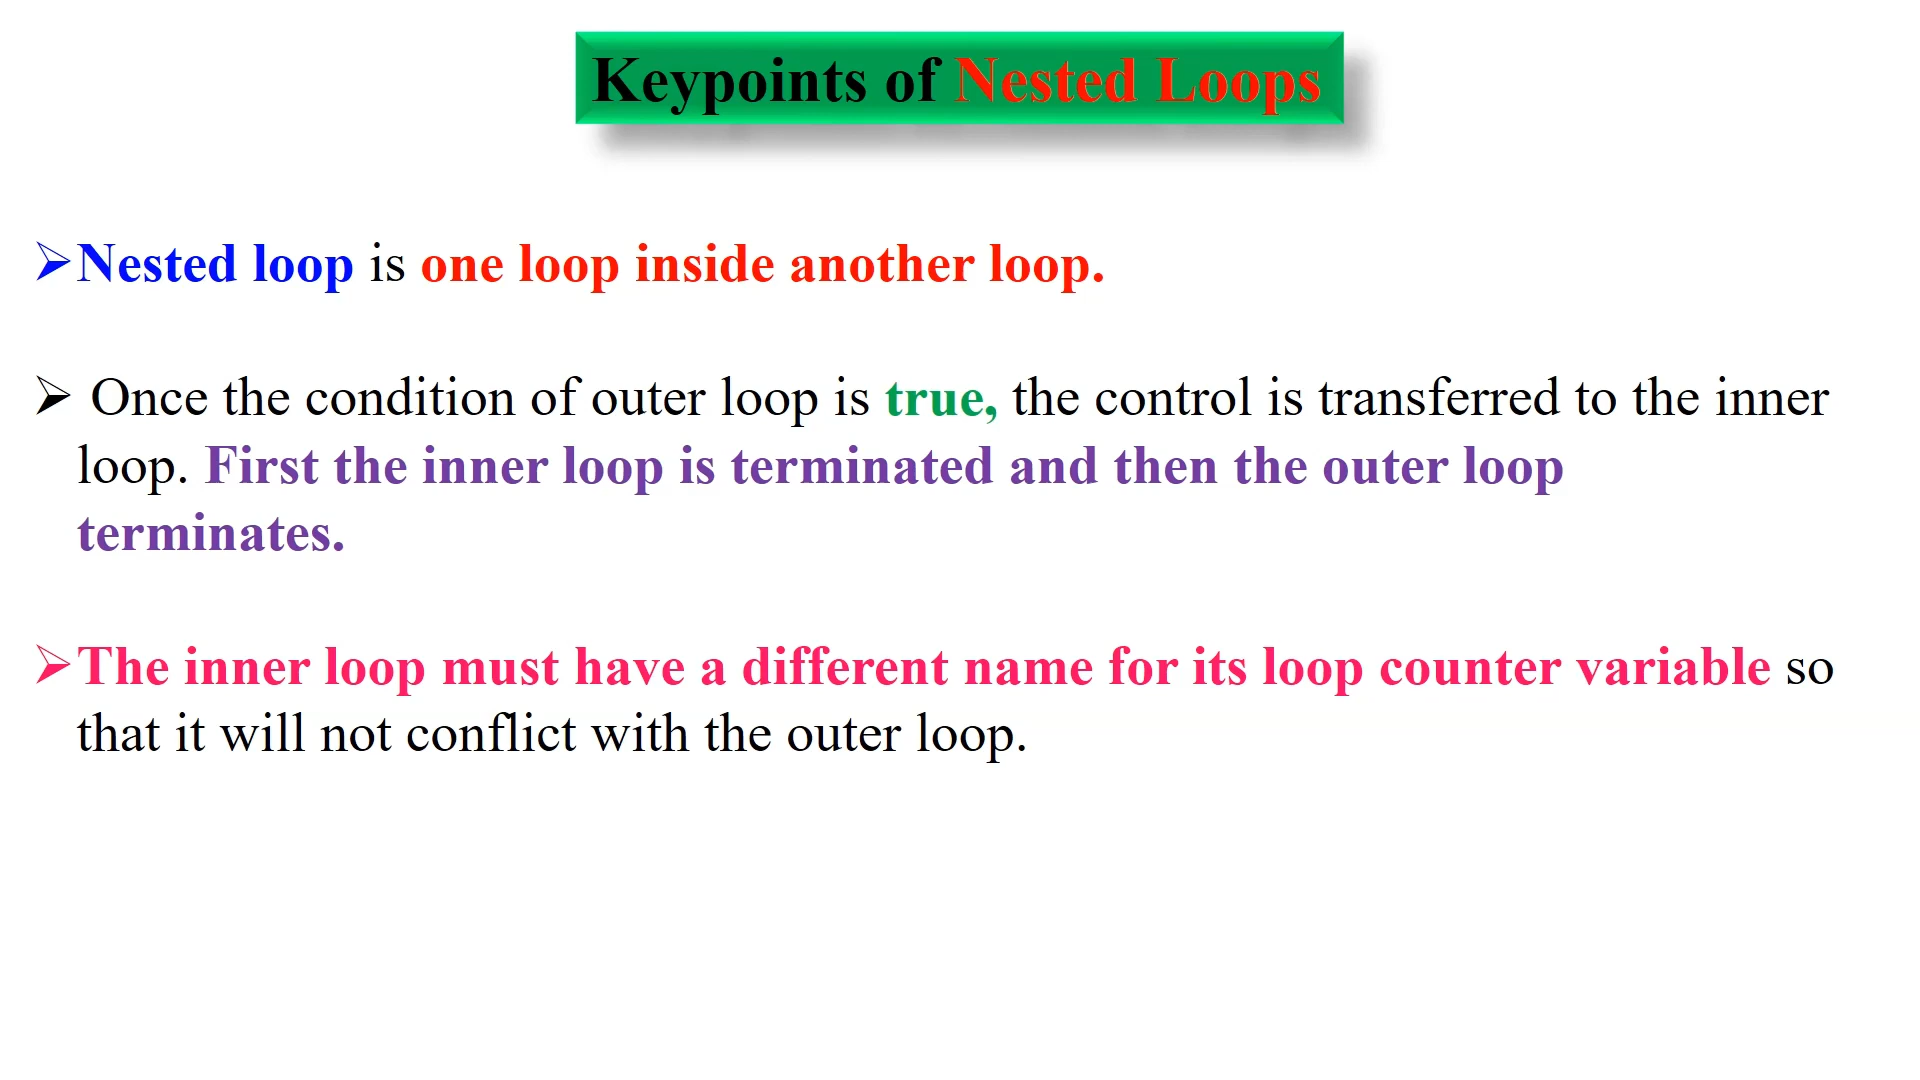 Keypoints of Nested Loops
➢Nested loop is one loop inside another loop.
➢ Once the condition of outer loop is true, the control is transferred to the inner
loop. First the inner loop is terminated and then the outer loop
terminates.
➢The inner loop must have a different name for its loop counter variable so
that it will not conflict with the outer loop.